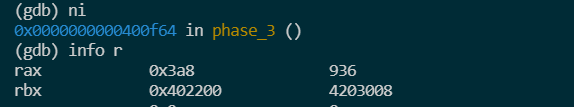 (gdb) ni
0x0000000000400f64 in phase_3 ()
(gdb) info r
rax 0x3a8 936
rbx 0x402200 4203008